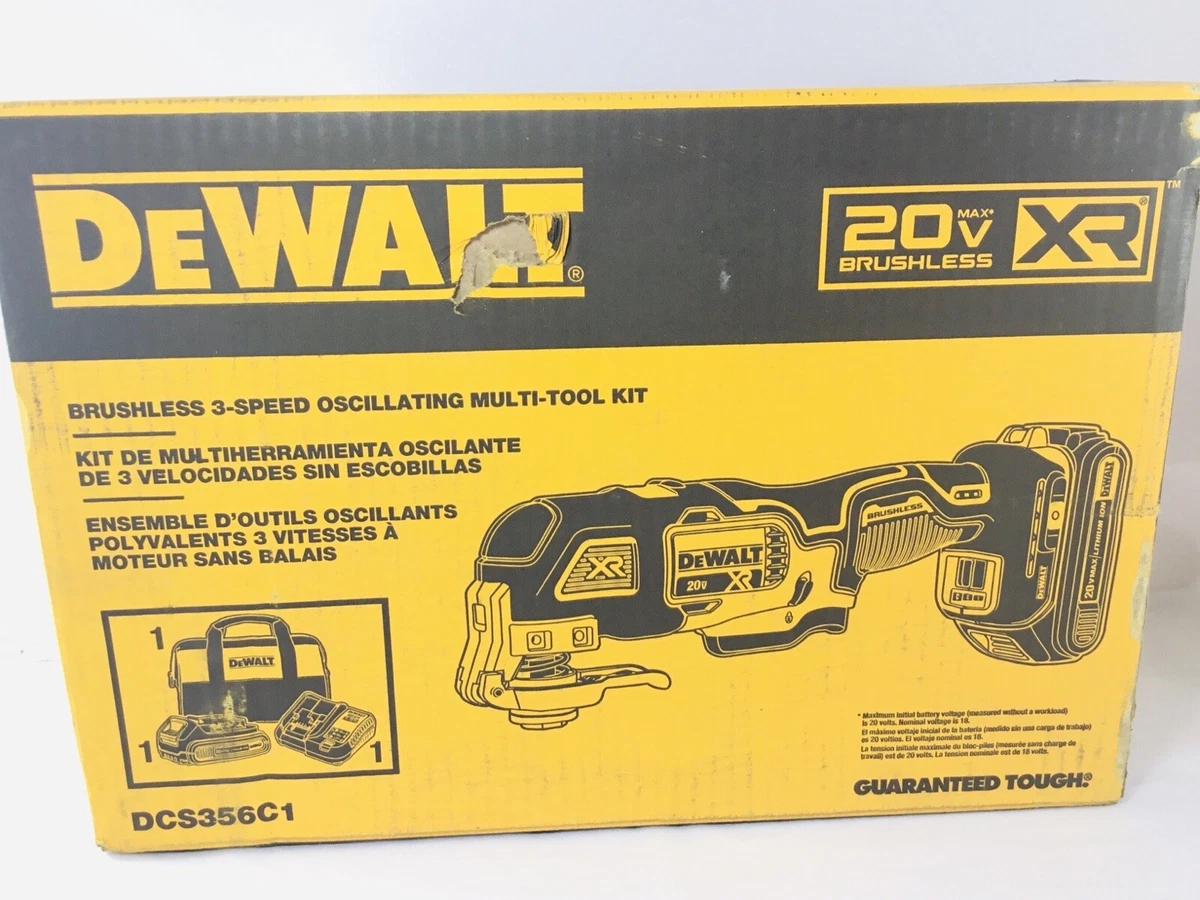 DEWALT®
20V MAX* XR® ™
BRUSHLESS
BRUSHLESS 3-SPEED OSCILLATING MULTI-TOOL KIT
KIT DE MULTIHERRAMIENTA OSCILANTE
DE 3 VELOCIDADES SIN ESCOBILLAS
ENSEMBLE D'OUTILS OSCILLANTS
POLYVALENTS 3 VITESSES À
MOTEUR SANS BALAIS
XR
DEWALT
20V XR
BRUSHLESS
DEWALT
20V MAX LITHIUM ION DEWALT
1
DEWALT
1
1
DCS356C1
* Maximum initial battery voltage (measured without a workload)
is 20 volts. Nominal voltage is 18.
El máximo voltaje inicial de la batería (medido sin una carga de trabajo)
es 20 voltios. El voltaje nominal es 18.
La tension initiale maximale du bloc-piles (mesurée sans charge de
travail) est de 20 volts. La tension nominale est de 18 volts.
GUARANTEED TOUGH.®